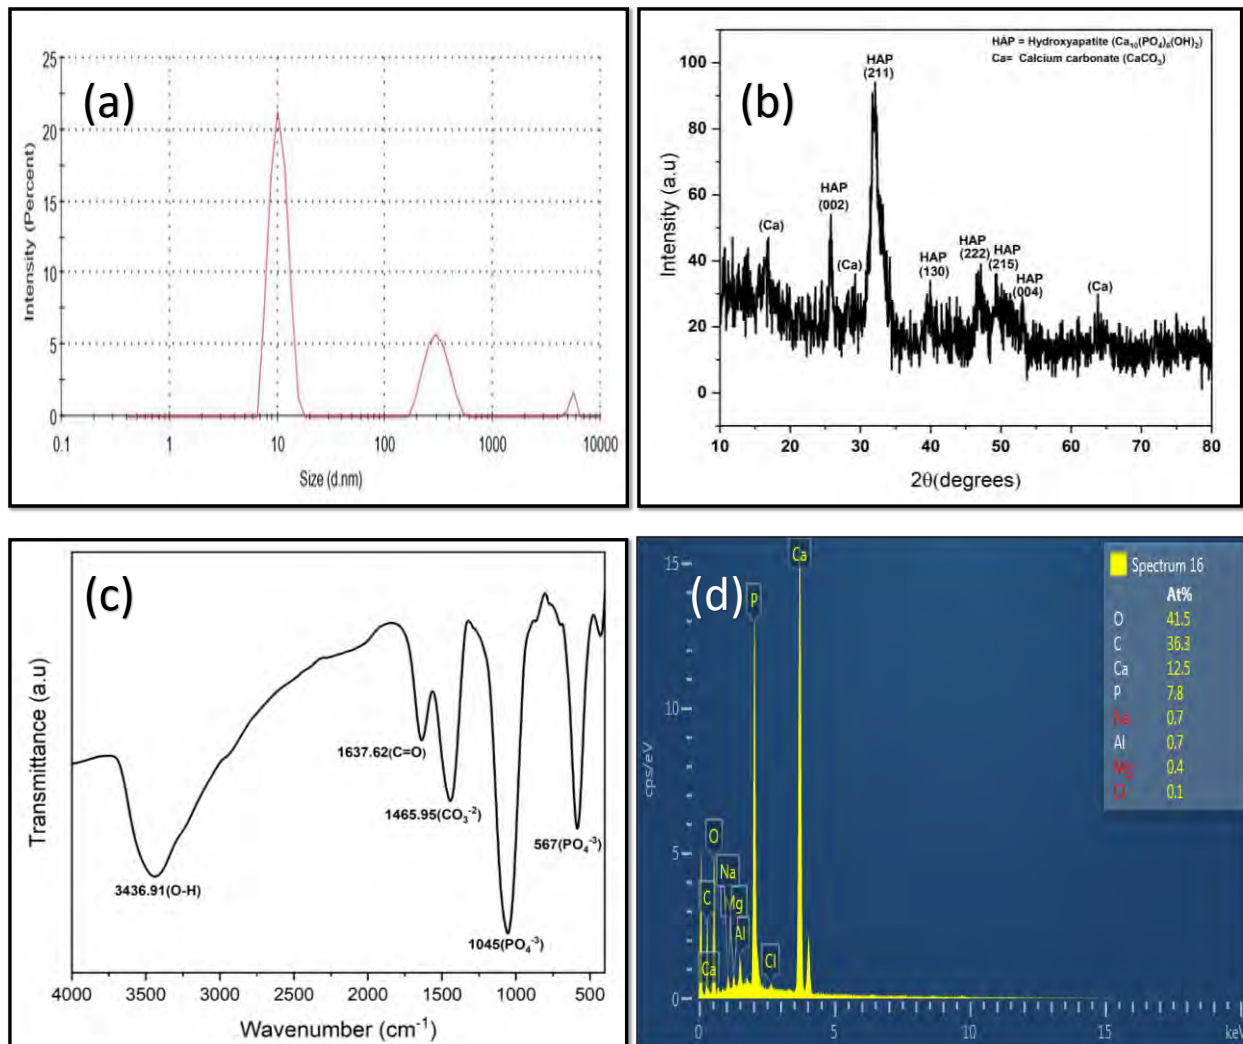 (a)
Intensity (Percent)
25
20
15
10
5
0
0.1 1 10 100 1000 10000
Size (d.nm)
(b)
HAP = Hydroxyapatite (Ca10(PO4)6(OH)2)
Ca= Calcium carbonate (CaCO3)
Intensity (a.u)
100
80
60
40
20
0
(Ca)
HAP
(002)
(Ca)
HAP
(211)
HAP
(130)
HAP
(222)
HAP
(215)
HAP
(004)
(Ca)
10 20 30 40 50 60 70 80
2θ(degrees)
(c)
Transmittance (a.u)
3436.91(O-H)
1637.62(C=O)
1465.95(CO3-2)
1045(PO4-3)
567(PO4-3)
4000 3500 3000 2500 2000 1500 1000 500
Wavenumber (cm-1)
(d)
cps/eV
15
10
5
0
Ca
P
O
C
Na
Mg
Al
Ca
Cl
0 5 10 15 keV
Spectrum 16
At%
O 41.5
C 36.3
Ca 12.5
P 7.8
Na 0.7
Al 0.7
Mg 0.4
Cl 0.1